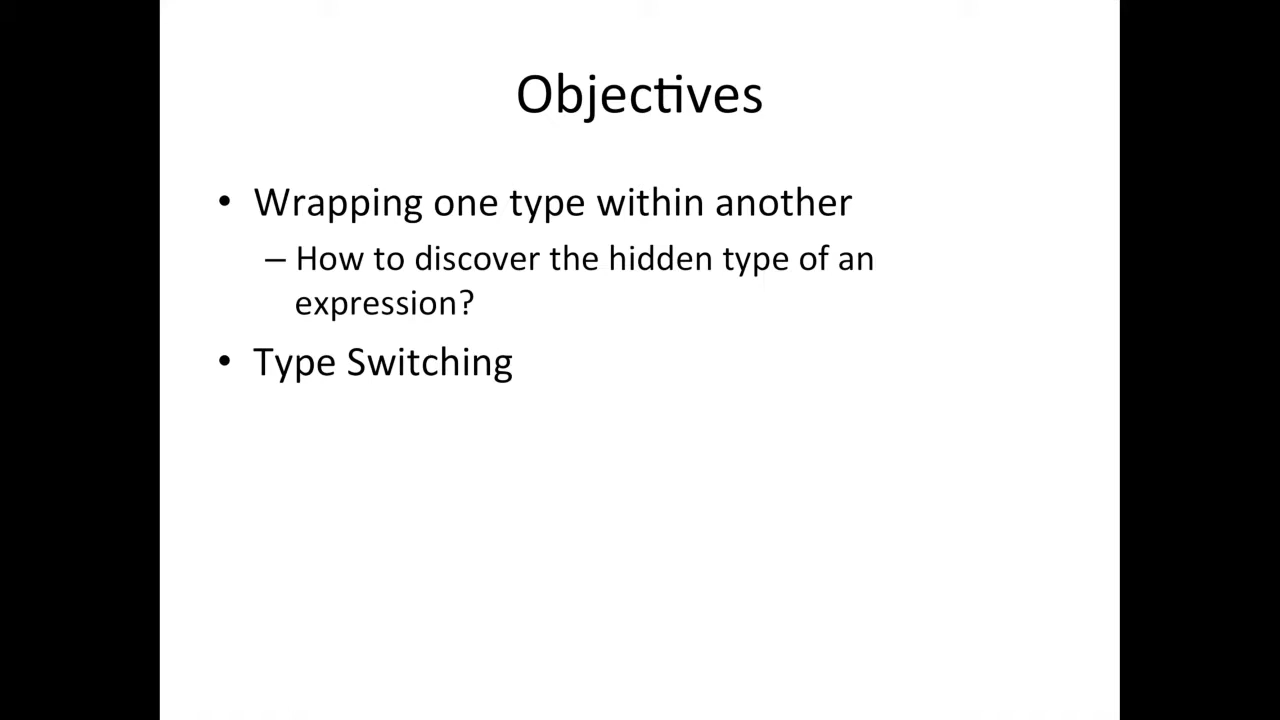 Objectives
• Wrapping one type within another
– How to discover the hidden type of an
expression?
• Type Switching